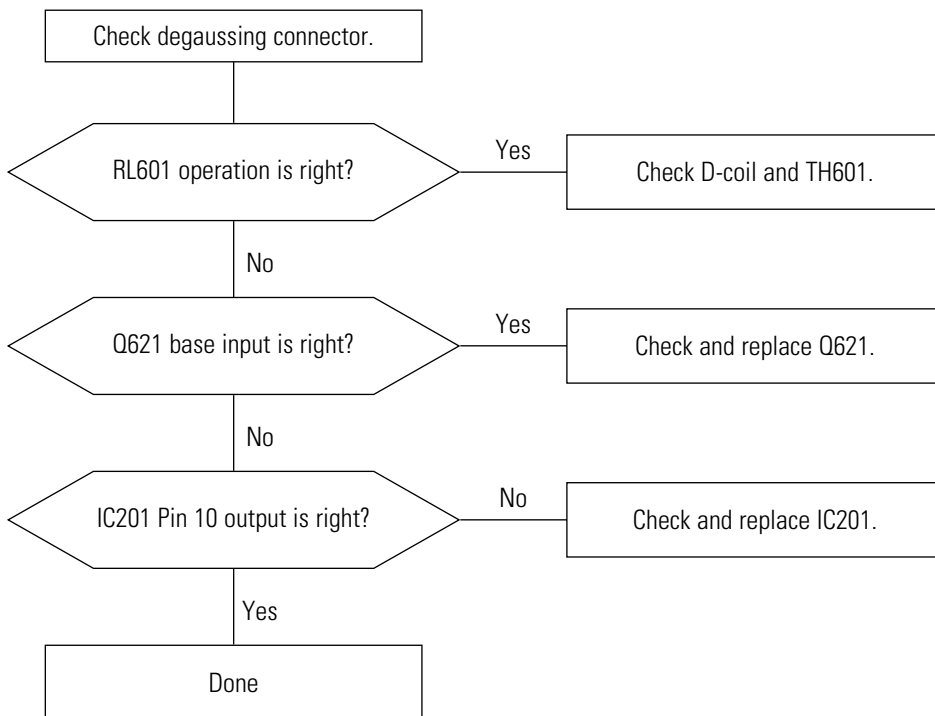 Check degaussing connector.
RL601 operation is right?
Yes
Check D-coil and TH601.
No
Q621 base input is right?
Yes
Check and replace Q621.
No
IC201 Pin 10 output is right?
No
Check and replace IC201.
Yes
Done